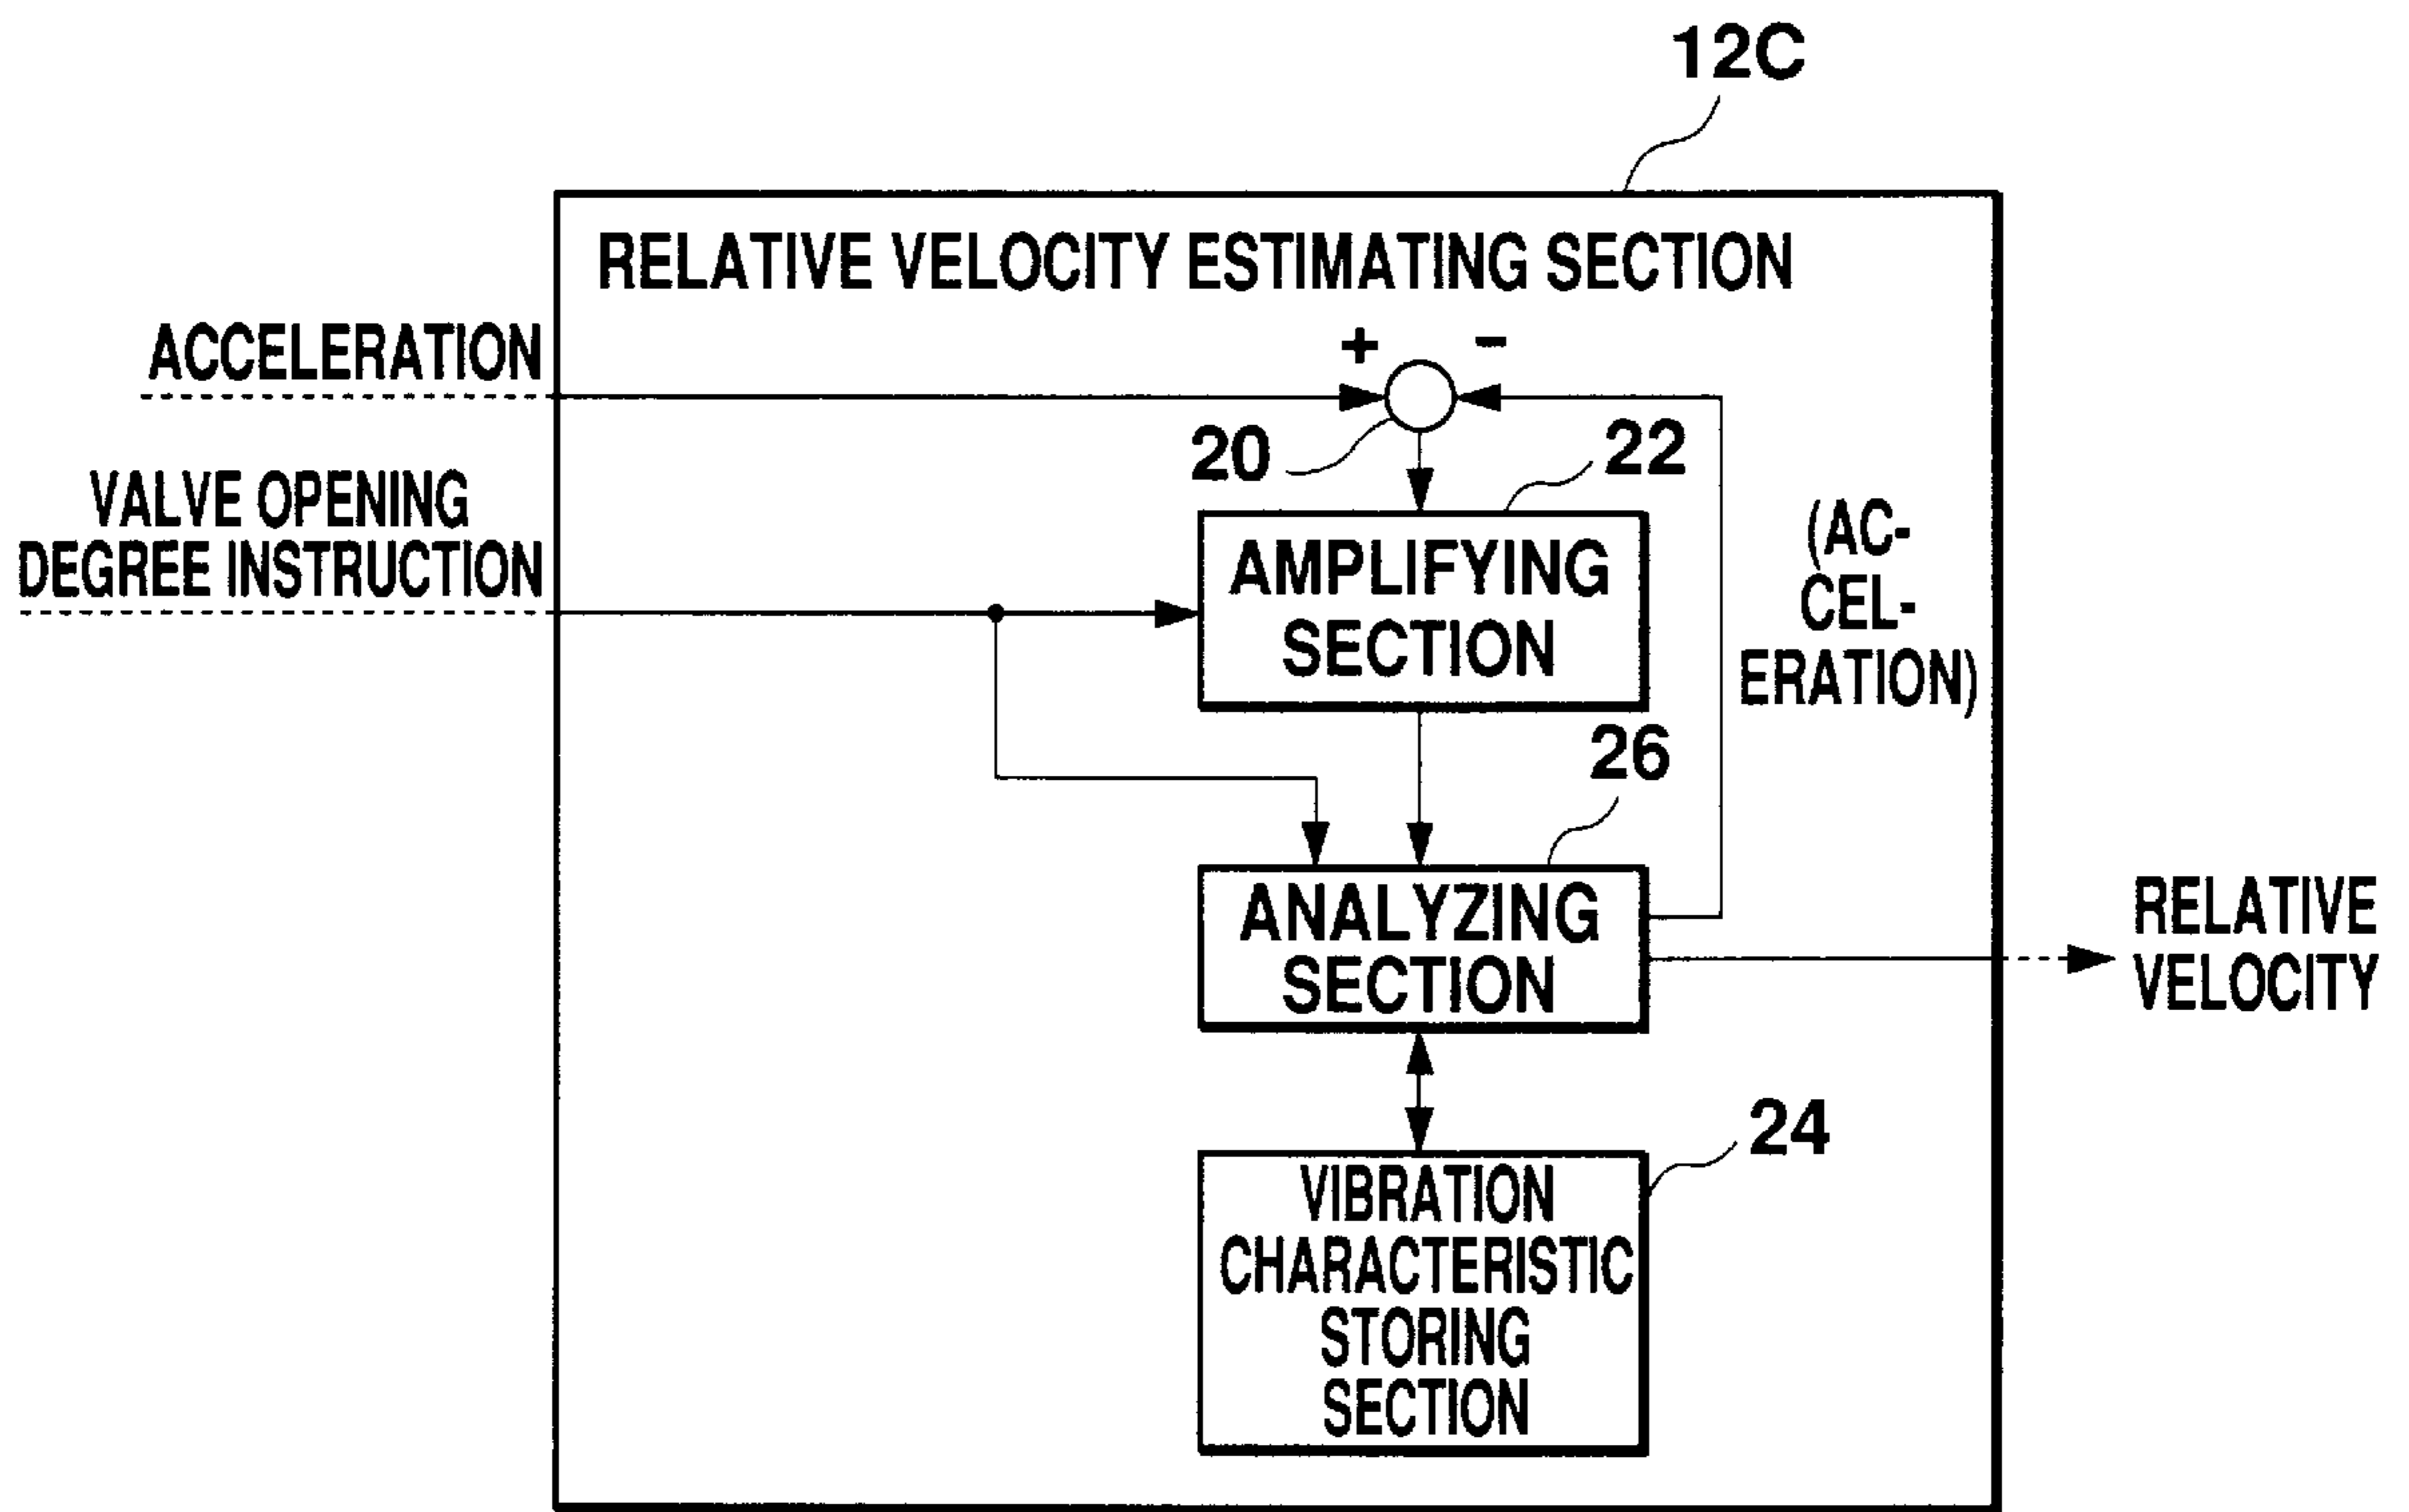 12C
RELATIVE VELOCITY ESTIMATING SECTION
ACCELERATION
+
−
20
22
VALVE OPENING
DEGREE INSTRUCTION
AMPLIFYING
SECTION
(AC-
CEL-
ERATION)
26
ANALYZING
SECTION
RELATIVE
VELOCITY
24
VIBRATION
CHARACTERISTIC
STORING
SECTION